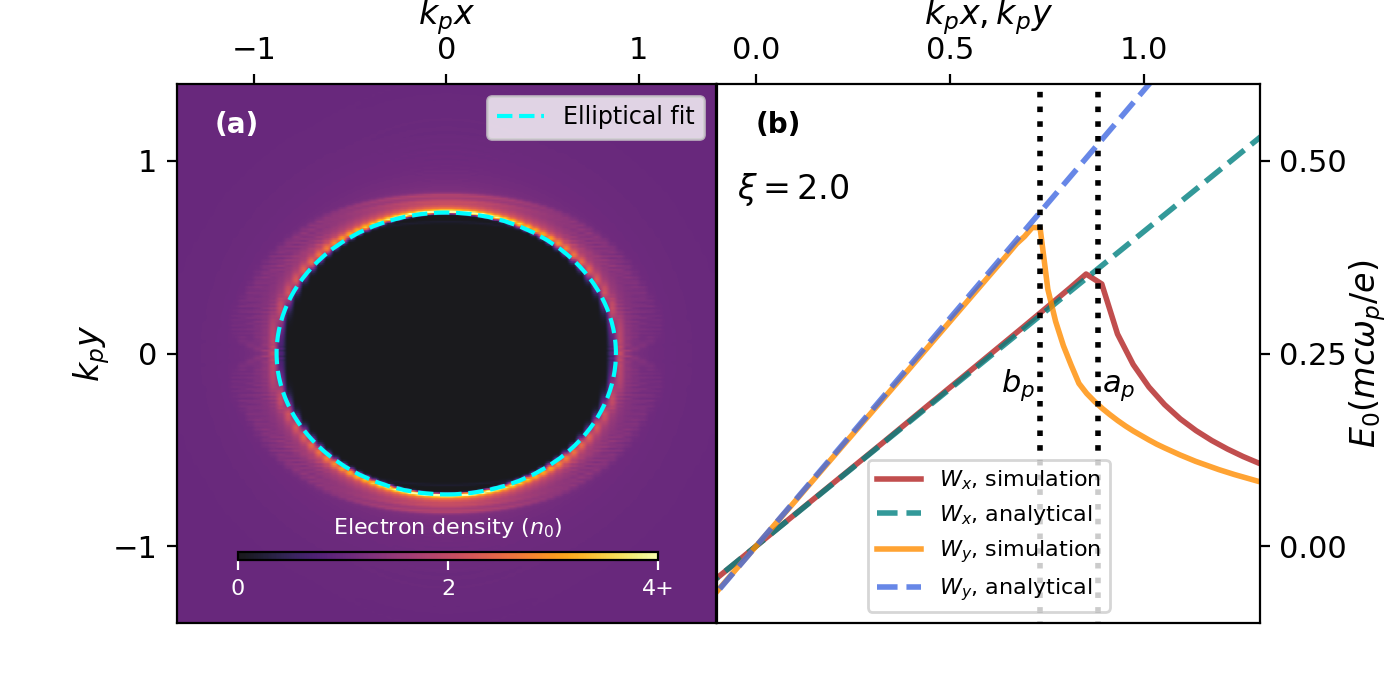 k_p x
−1 0 1
k_p x, k_p y
0.0 0.5 1.0
(a)
Elliptical fit
k_p y
1
0
−1
Electron density (n_0)
0 2 4+
(b)
ξ = 2.0
b_p
a_p
W_x, simulation
W_x, analytical
W_y, simulation
W_y, analytical
0.50
0.25
0.00
E_0(mcω_p/e)